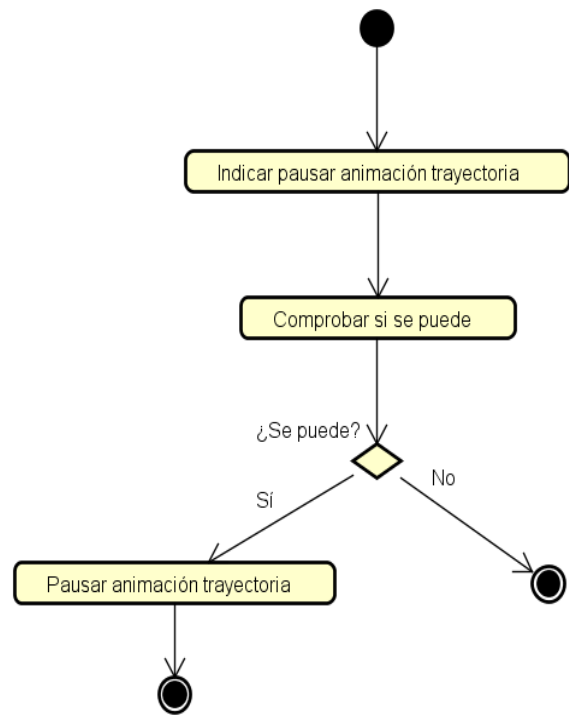 Indicar pausar animación trayectoria
Comprobar si se puede
¿Se puede?
Sí
No
Pausar animación trayectoria